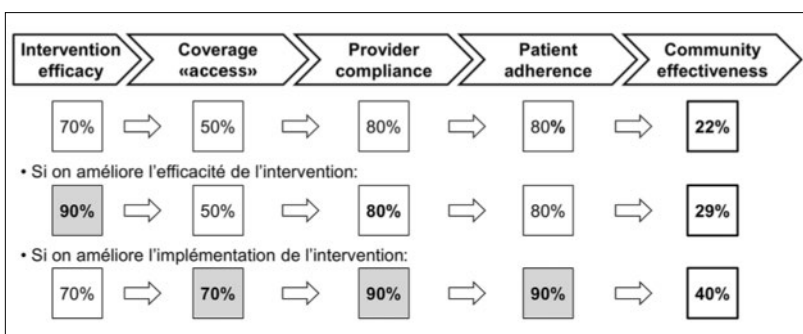 Intervention efficacy Coverage «access» Provider compliance Patient adherence Community effectiveness
70% 50% 80% 80% 22%
• Si on améliore l'efficacité de l'intervention:
90% 50% 80% 80% 29%
• Si on améliore l'implémentation de l'intervention:
70% 70% 90% 90% 40%